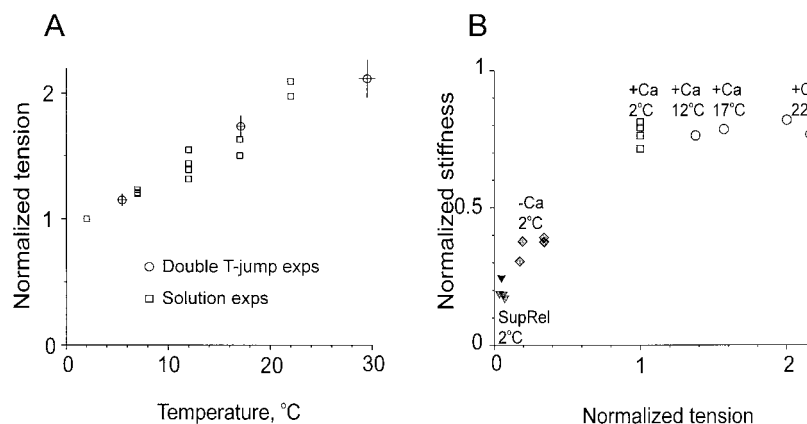 A
Normalized tension
2
1
0
0
10
20
30
Double T-jump exps
Solution exps
Temperature, °C
B
Normalized stiffness
1
0.5
0
+Ca +Ca +Ca
2°C 12°C 17°C 22
-Ca
2°C
SupRel
2°C
0
1
2
Normalized tension